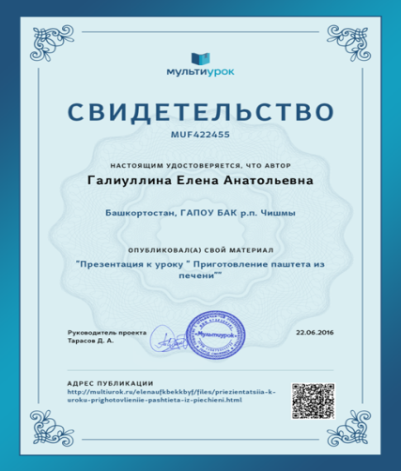 мультиурок
СВИДЕТЕЛЬСТВО
MUF422455
НАСТОЯЩИМ УДОСТОВЕРЯЕТСЯ, ЧТО АВТОР
Галиуллина Елена Анатольевна
Башкортостан, ГАПОУ БАК р.п. Чишмы
ОПУБЛИКОВАЛ(А) СВОЙ МАТЕРИАЛ
"Презентация к уроку " Приготовление паштета из
печени""
Руководитель проекта
Тарасов Д. А.
Мультиурок
22.06.2016
АДРЕС ПУБЛИКАЦИИ
http://multiurok.ru/elenaufkbekkbyf/files/priezientatsiia-k-
uroku-prighotovlieniie-pashtieta-iz-piechieni.html